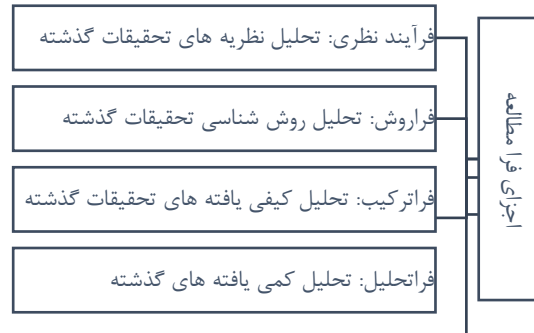 اجزای فرا مطالعه
فرآیند نظری: تحلیل نظریه های تحقیقات گذشته
فراروش: تحلیل روش شناسی تحقیقات گذشته
فراترکیب: تحلیل کیفی یافته های تحقیقات گذشته
فراتحلیل: تحلیل کمی یافته های گذشته